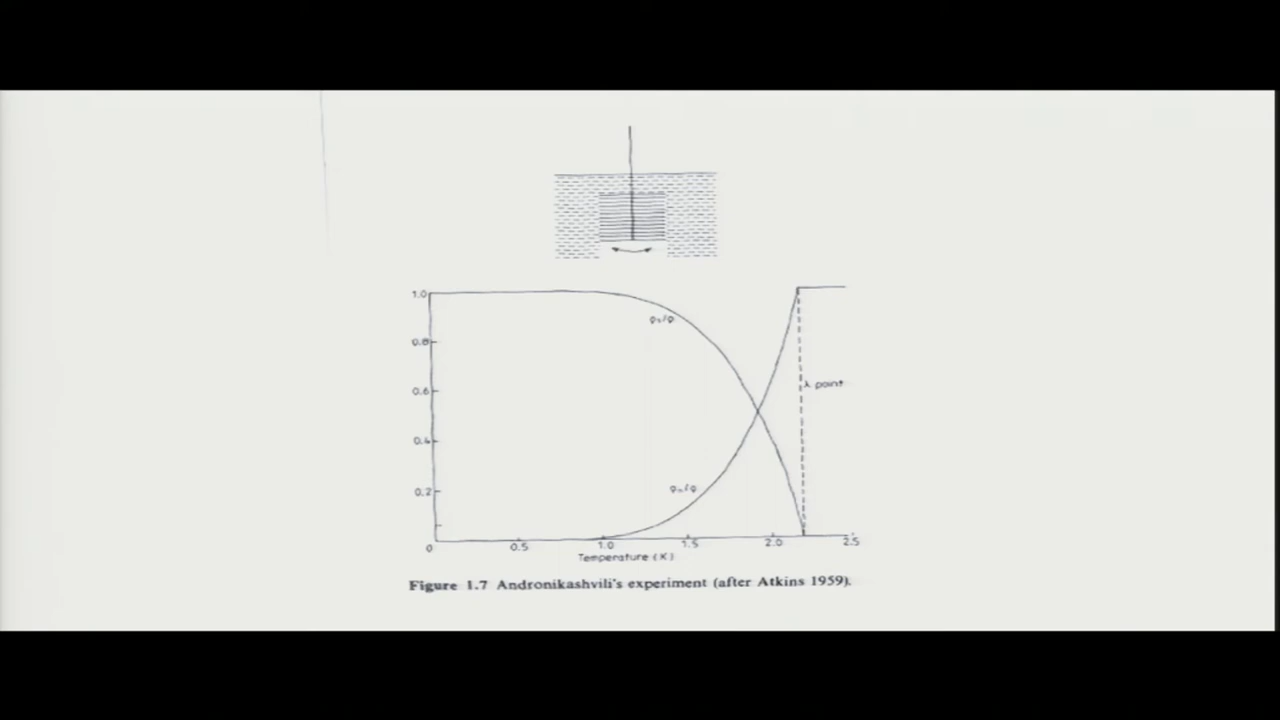 1.0
ρs/ρ
0.8
λ point
0.6
0.4
ρn/ρ
0.2
0 0.5 1.0 1.5 2.0 2.5
Temperature (K)
Figure 1.7 Andronikashvili's experiment (after Atkins 1959).